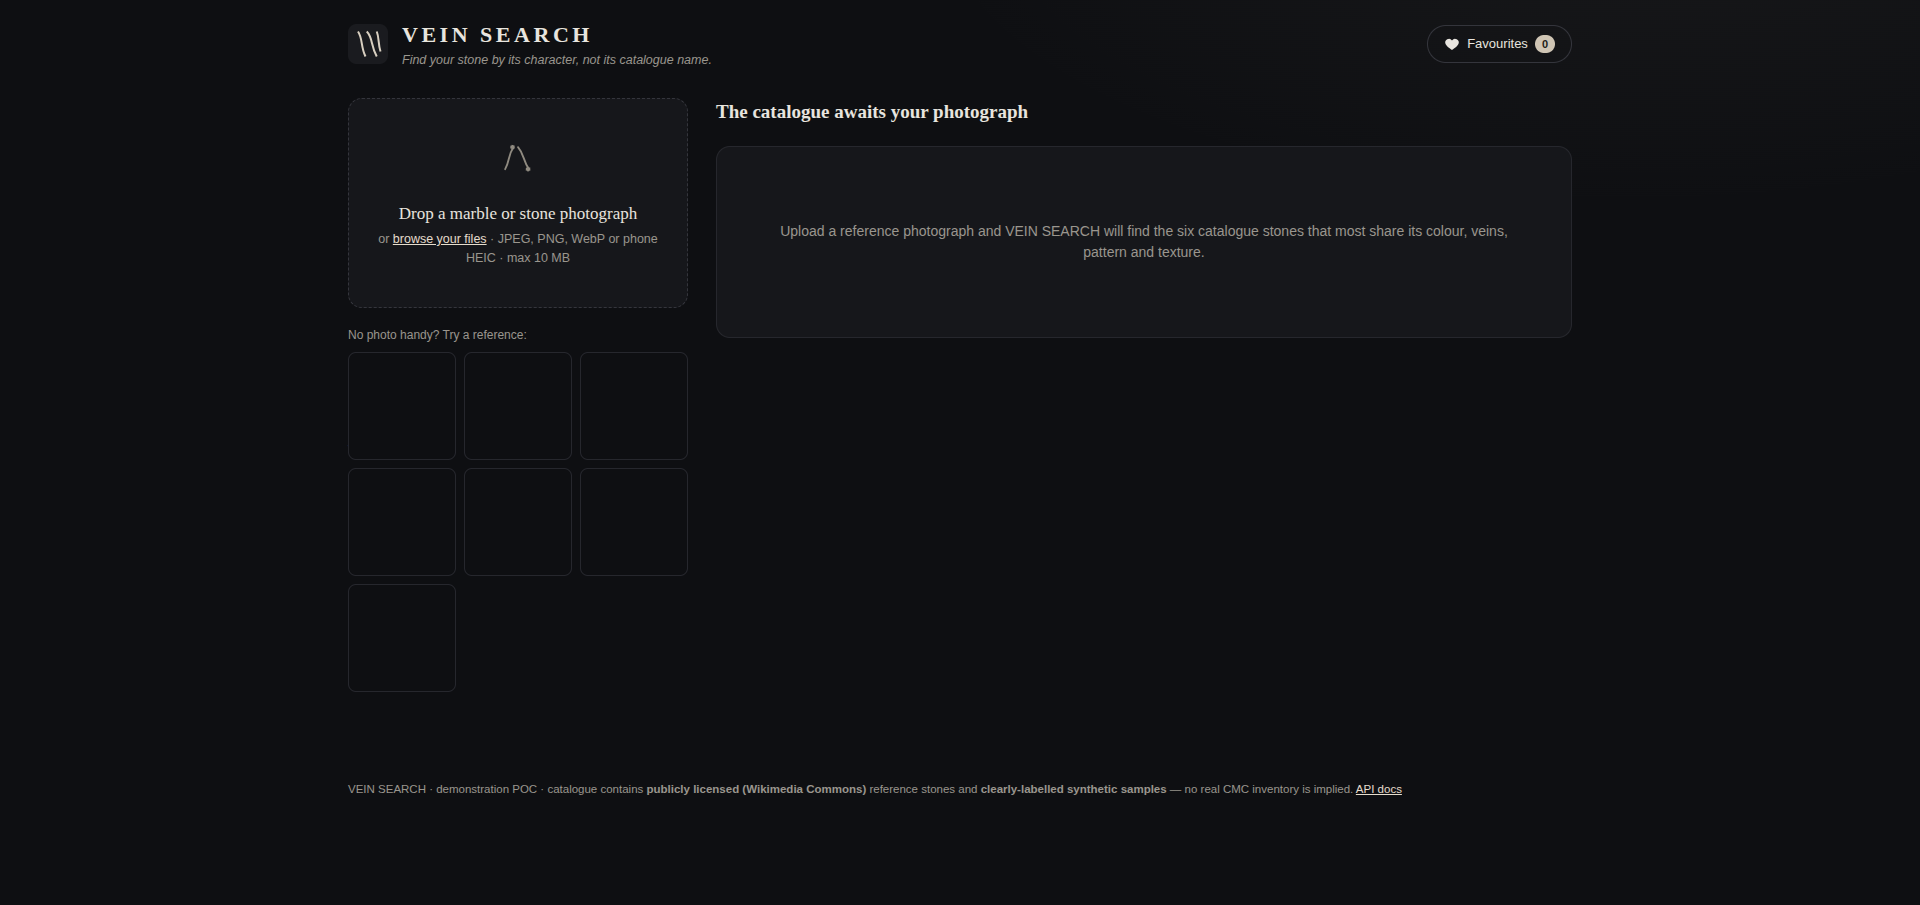 VEIN SEARCH
Find your stone by its character, not its catalogue name.
Favourites 0
Drop a marble or stone photograph
or browse your files · JPEG, PNG, WebP or phone
HEIC · max 10 MB
No photo handy? Try a reference:
The catalogue awaits your photograph
Upload a reference photograph and VEIN SEARCH will find the six catalogue stones that most share its colour, veins,
pattern and texture.
VEIN SEARCH · demonstration POC · catalogue contains publicly licensed (Wikimedia Commons) reference stones and clearly-labelled synthetic samples — no real CMC inventory is implied. API docs